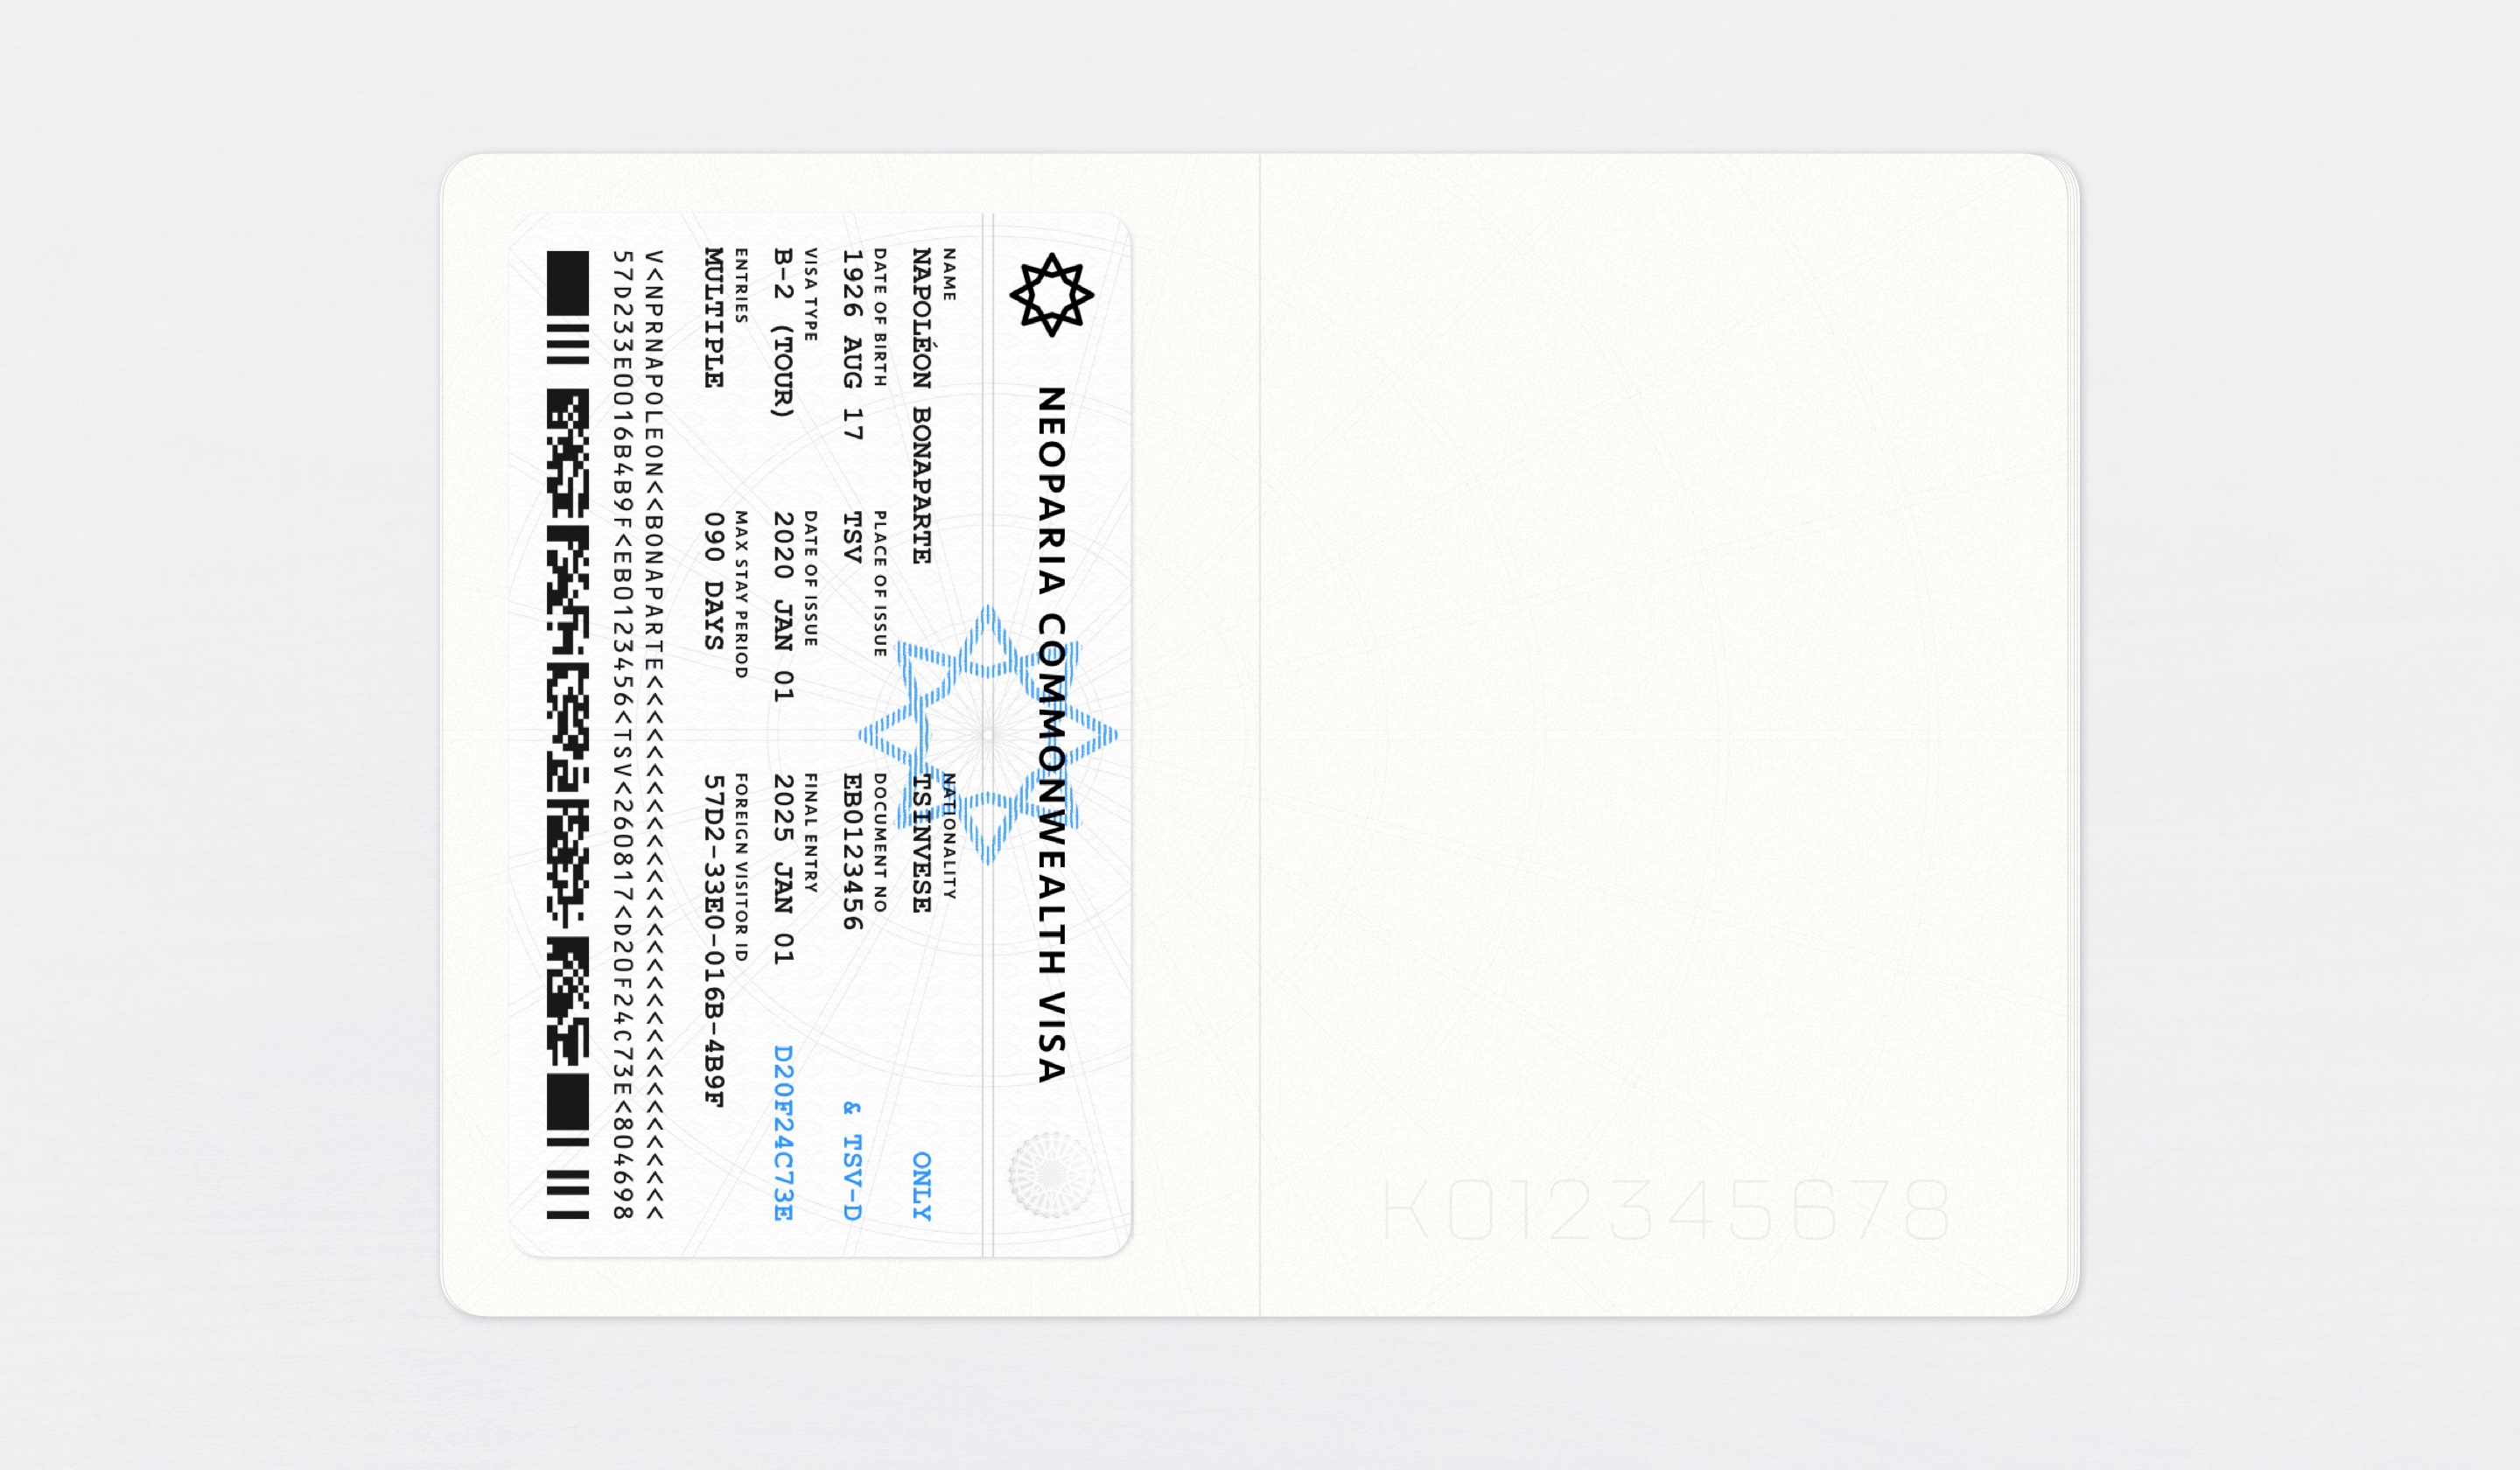 NEOPARIA COMMONWEALTH VISA
NAME
NAPOLÉON BONAPARTE
NATIONALITY
TSINVESE
ONLY
DATE OF BIRTH
1926 AUG 17
PLACE OF ISSUE
TSV
DOCUMENT NO
EB0123456
& TSV-D
VISA TYPE
B-2 (TOUR)
DATE OF ISSUE
2020 JAN 01
FINAL ENTRY
2025 JAN 01
D20F24C73E
ENTRIES
MULTIPLE
MAX STAY PERIOD
090 DAYS
FOREIGN VISITOR ID
57D2-33E0-016B-4B9F
V<NPRNAPOLEON<<BONAPARTE<<<<<<<<<<<<<<<<<<<<<<<<<<<<<<<
57D233E0016B4B9F<EB0123456<TSV<260817<D20F24C73E<804698
K012345678